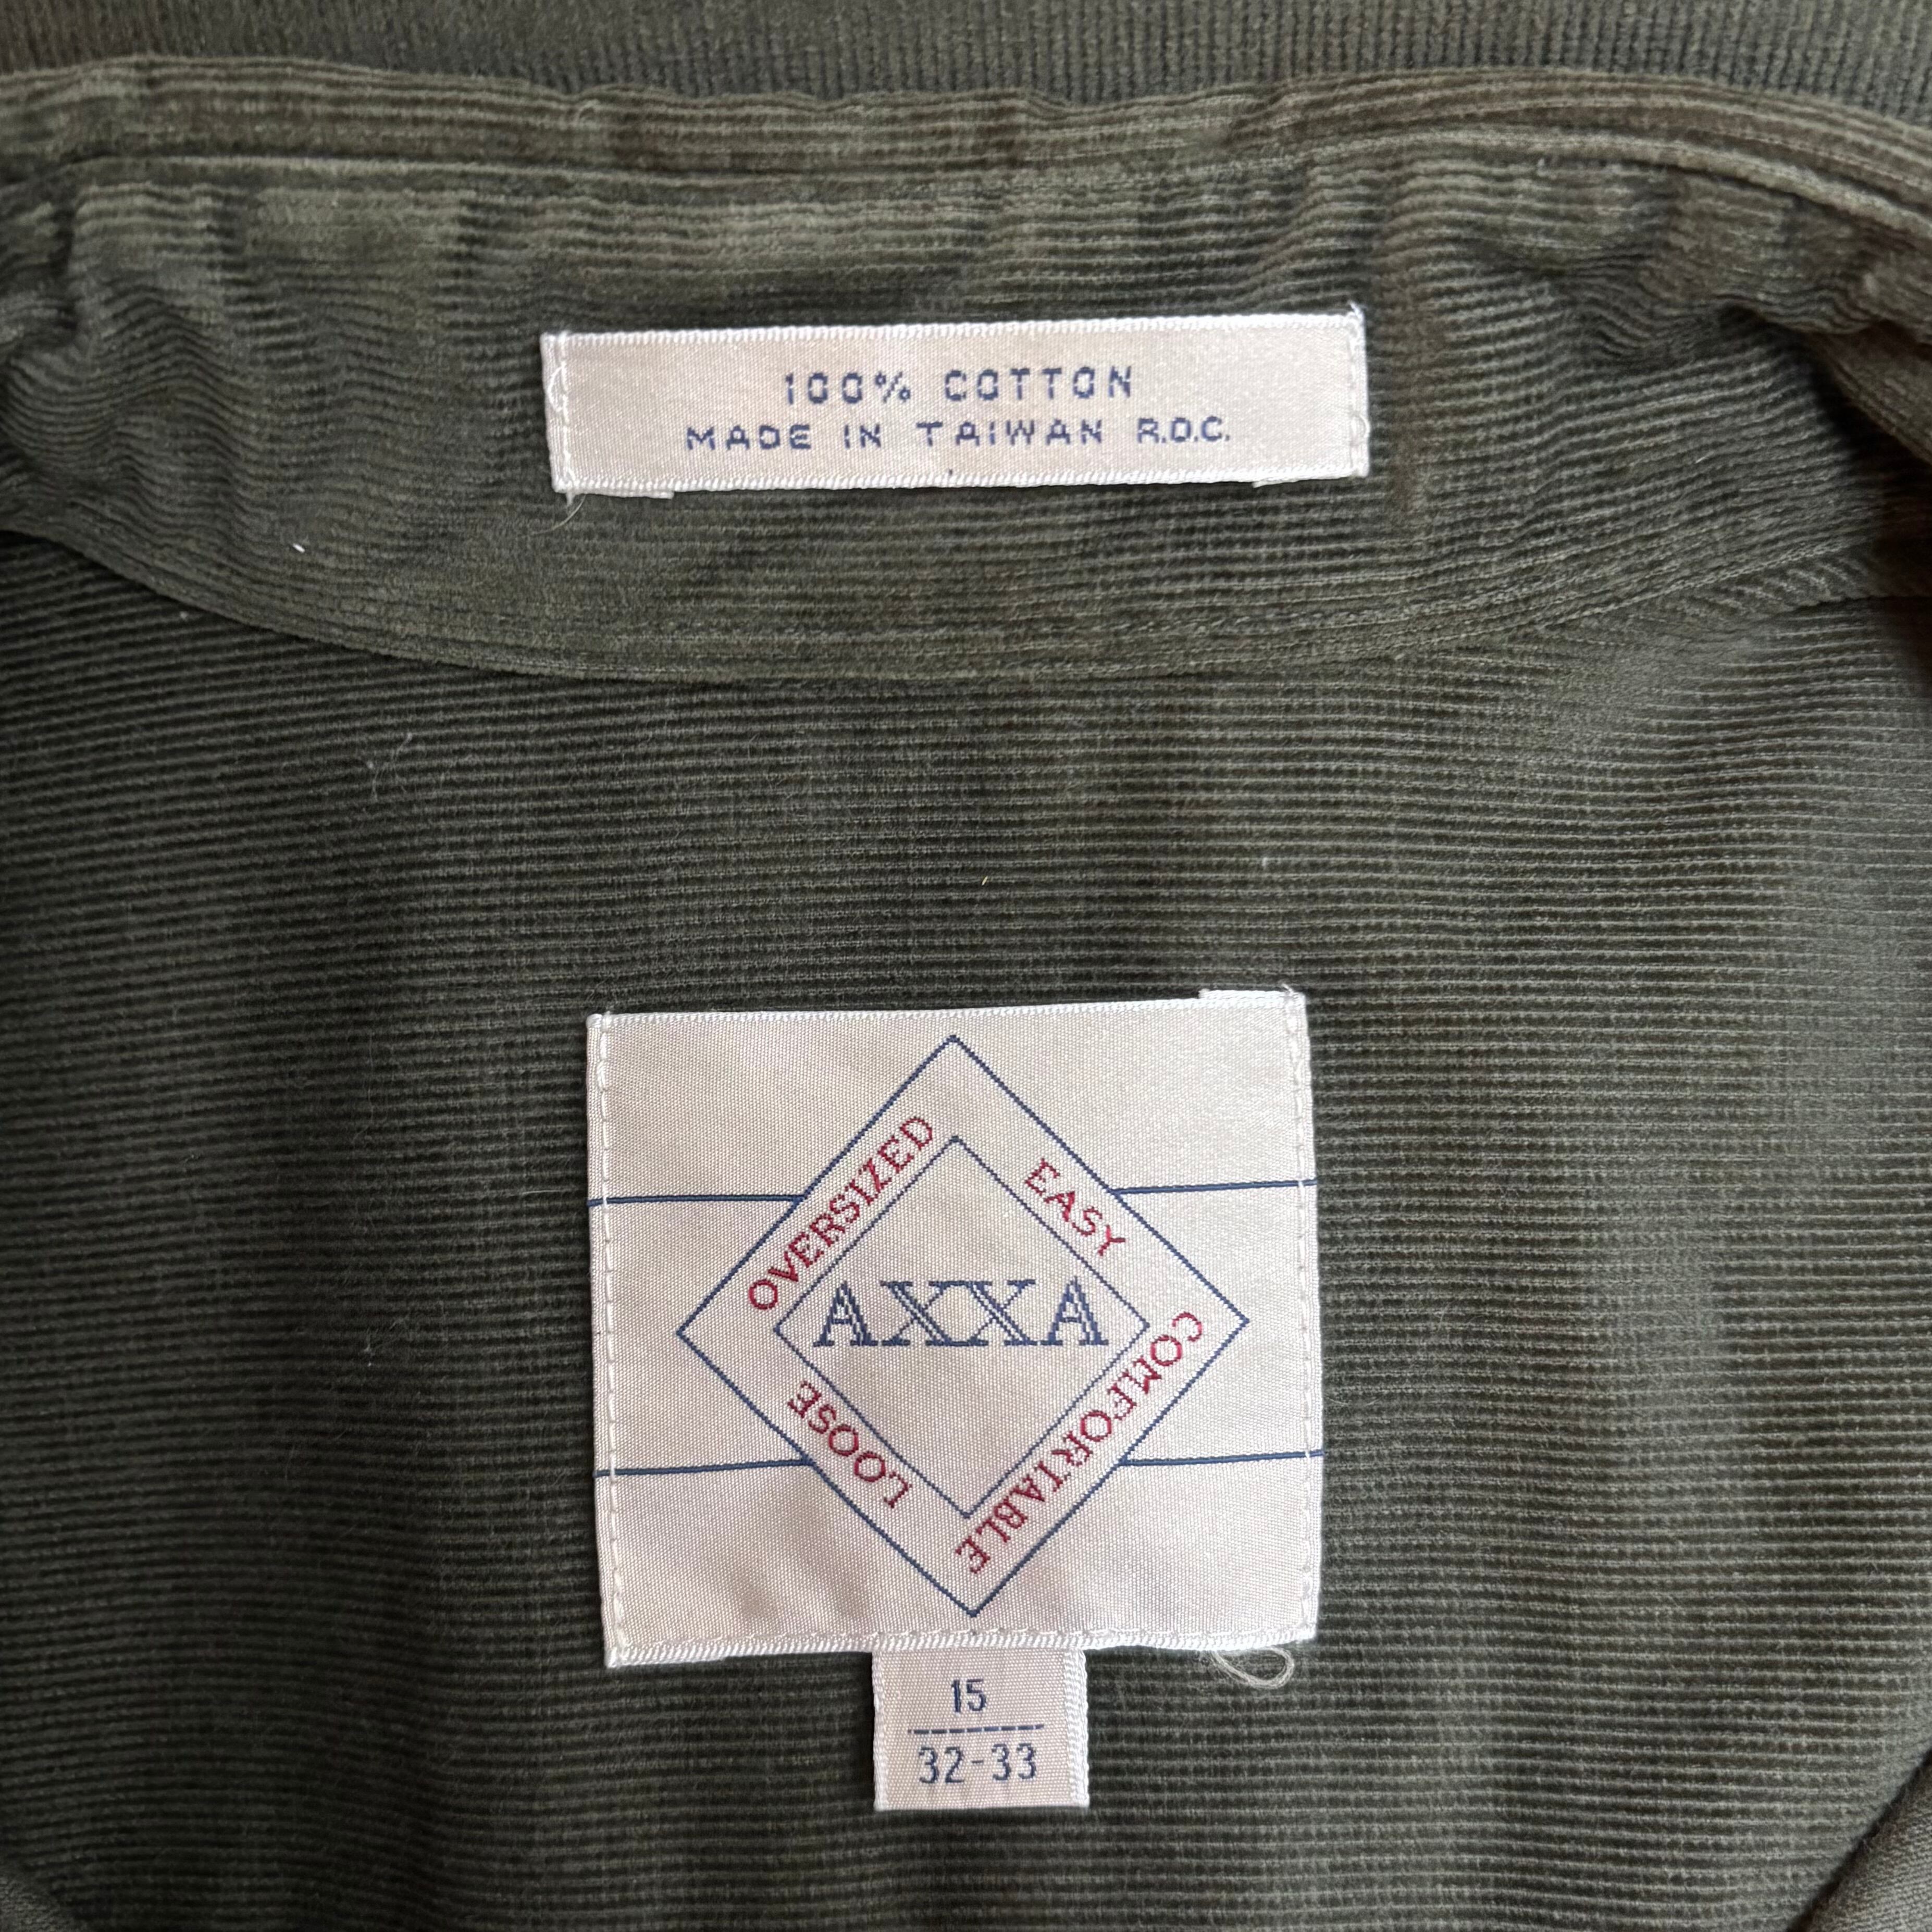 100% COTTON
MADE IN TAIWAN R.O.C.
OVERSIZED
EASY
AXXA
LOOSE
COMFORTABLE
15
32-33